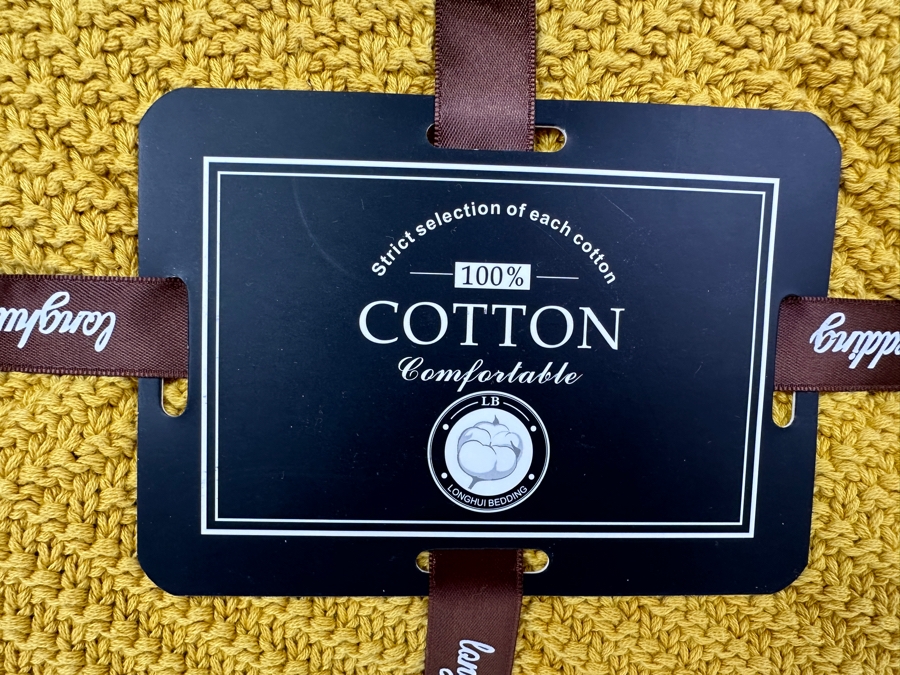 Strict selection of each cotton
100%
COTTON
Comfortable
LB
LONGHUI BEDDING